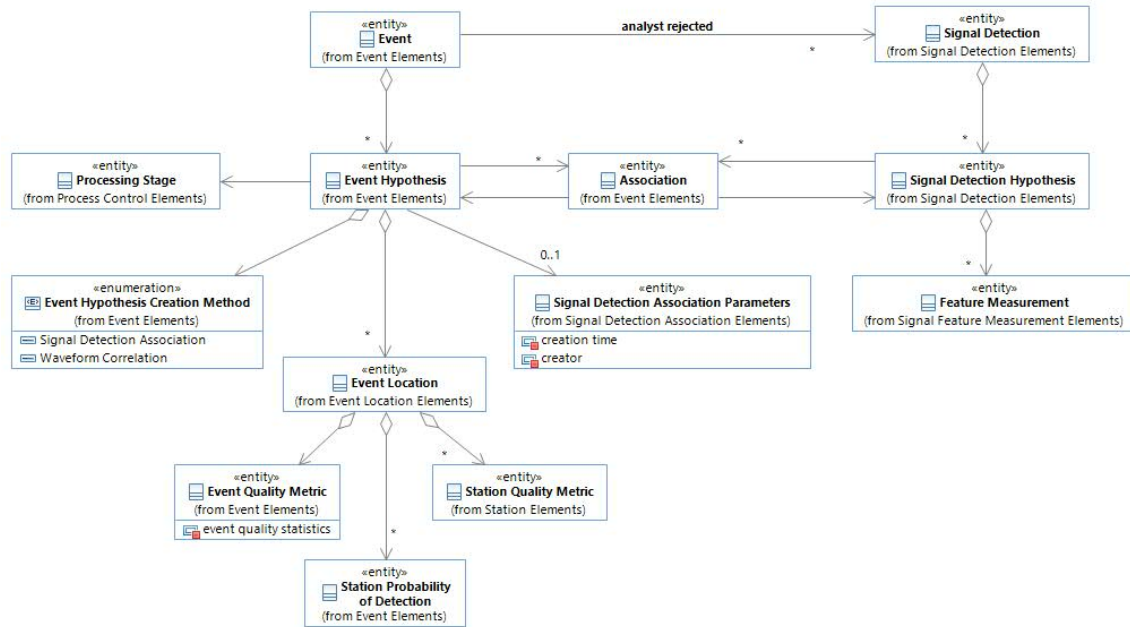 «entity»
Event
(from Event Elements)
analyst rejected
*
«entity»
Signal Detection
(from Signal Detection Elements)
*
*
«entity»
Processing Stage
(from Process Control Elements)
«entity»
Event Hypothesis
(from Event Elements)
*
«entity»
Association
(from Event Elements)
*
«entity»
Signal Detection Hypothesis
(from Signal Detection Elements)
0..1
*
«enumeration»
Event Hypothesis Creation Method
(from Event Elements)
Signal Detection Association
Waveform Correlation
*
«entity»
Signal Detection Association Parameters
(from Signal Detection Association Elements)
creation time
creator
«entity»
Feature Measurement
(from Signal Feature Measurement Elements)
«entity»
Event Location
(from Event Location Elements)
*
«entity»
Event Quality Metric
(from Event Elements)
event quality statistics
«entity»
Station Quality Metric
(from Station Elements)
*
«entity»
Station Probability
of Detection
(from Event Elements)